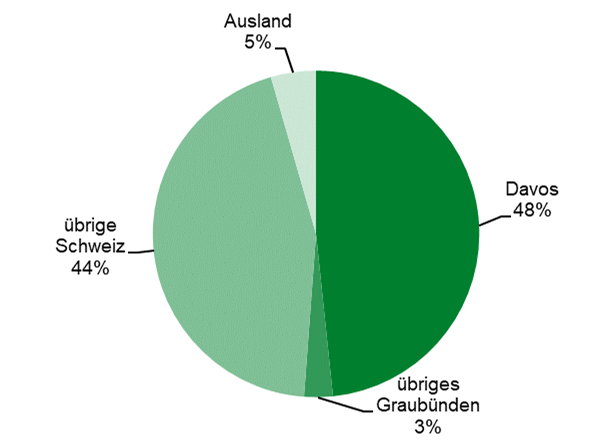 Ausland
5%
Davos
48%
übrige
Schweiz
44%
übriges
Graubünden
3%